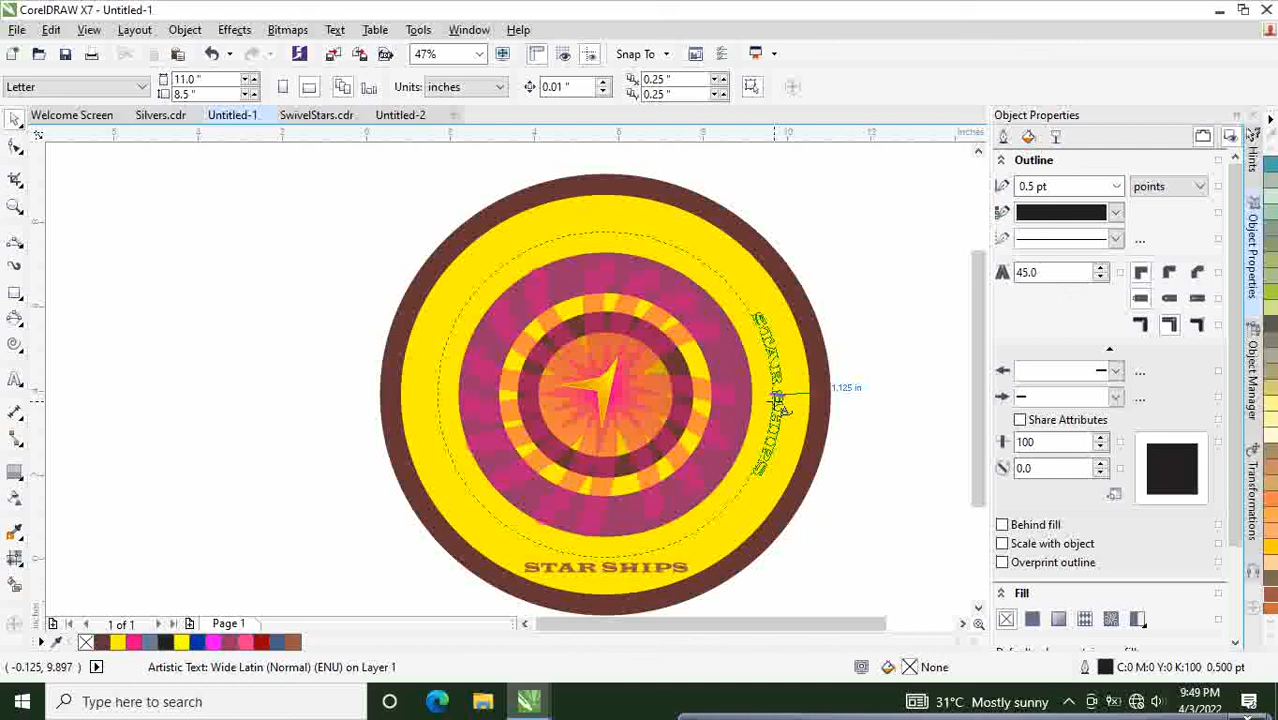 CorelDRAW X7 - Untitled-1
File Edit View Layout Object Effects Bitmaps Text Table Tools Window Help
47% Snap To
Letter 11.0 " 8.5 " Units: inches 0.01 " 0.25 " 0.25 "
Welcome Screen Silvers.cdr Untitled-1 SwivelStars.cdr Untitled-2
Object Properties
inches
Outline
0.5 pt points
45.0
Share Attributes
100
0.0
Behind fill
Scale with object
Overprint outline
Fill
Hints
Object Properties
Object Manager
Transformations
1.125 in
STAR SHIPS
1 of 1 Page 1
(-0.125, 9.897) Artistic Text: Wide Latin (Normal) (ENU) on Layer 1 None C:0 M:0 Y:0 K:100 0.500 pt
Type here to search 31°C Mostly sunny 9:49 PM
4/3/2022